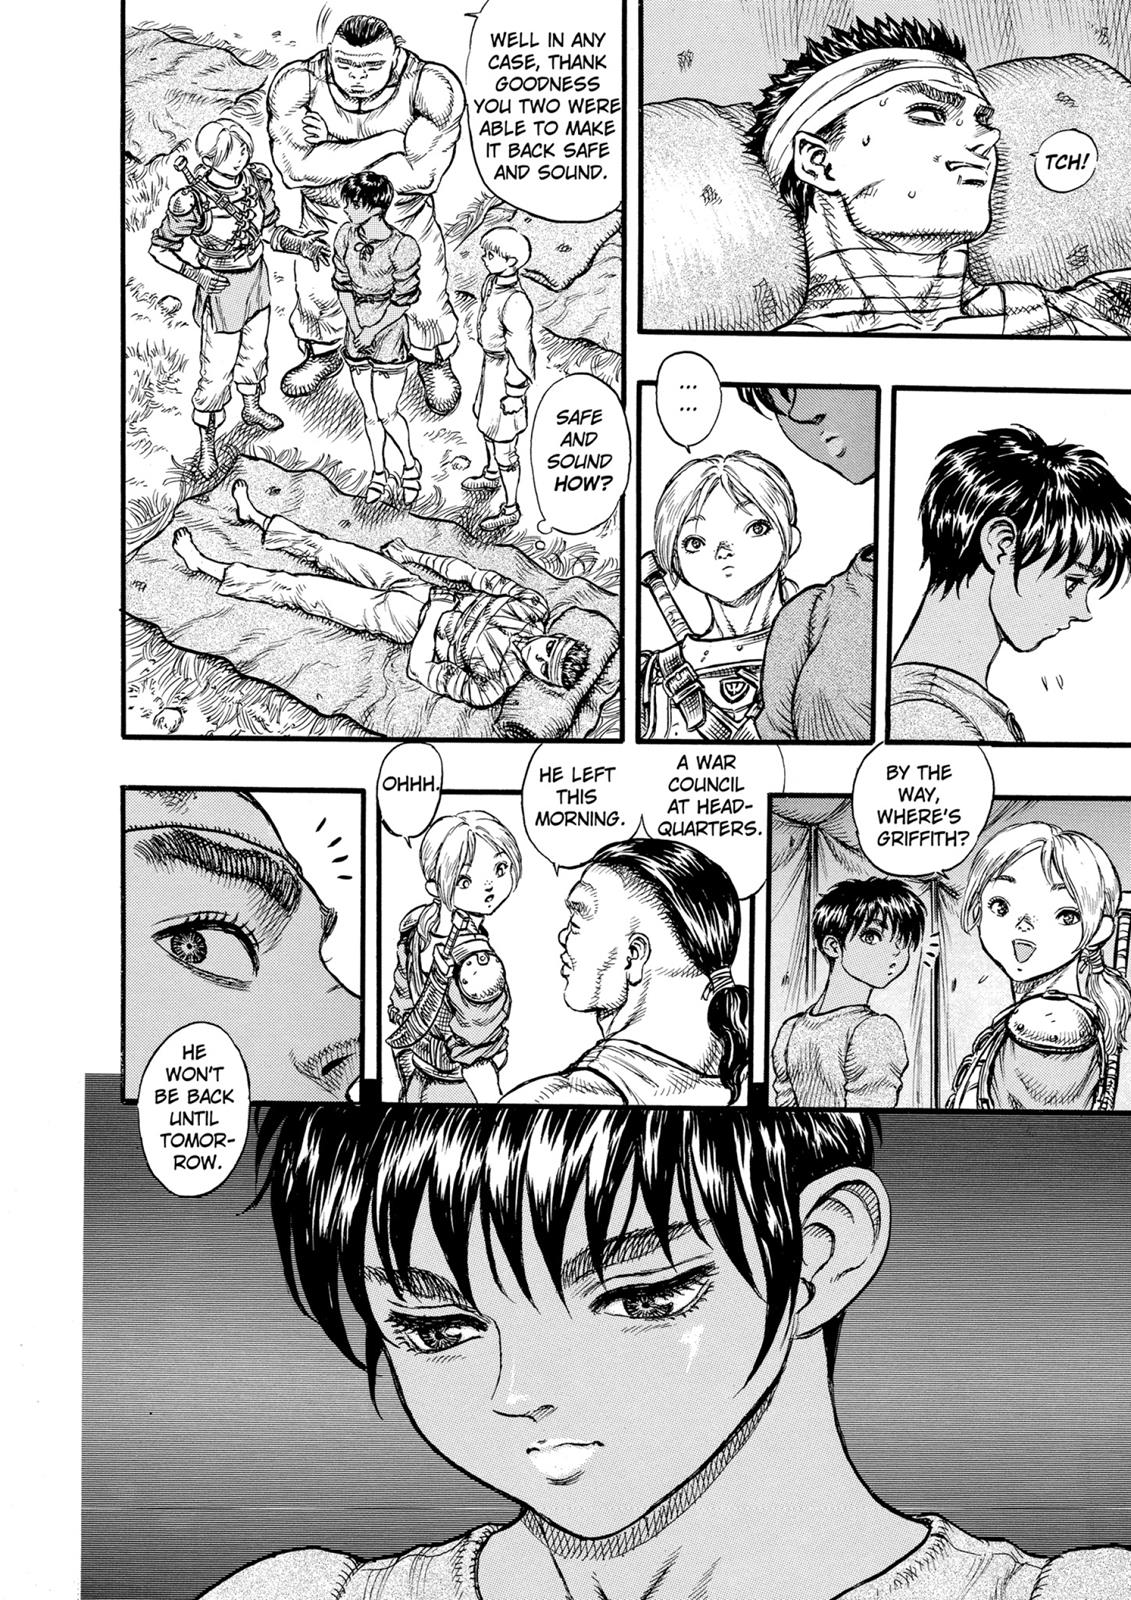 TCH!
WELL IN ANY
CASE, THANK
GOODNESS
YOU TWO WERE
ABLE TO MAKE
IT BACK SAFE
AND SOUND.
SAFE
AND
SOUND
HOW?
...
...
BY THE
WAY,
WHERE'S
GRIFFITH?
A WAR
COUNCIL
AT HEAD-
QUARTERS.
HE LEFT
THIS
MORNING.
OHHH.
HE
WON'T
BE BACK
UNTIL
TOMOR-
ROW.